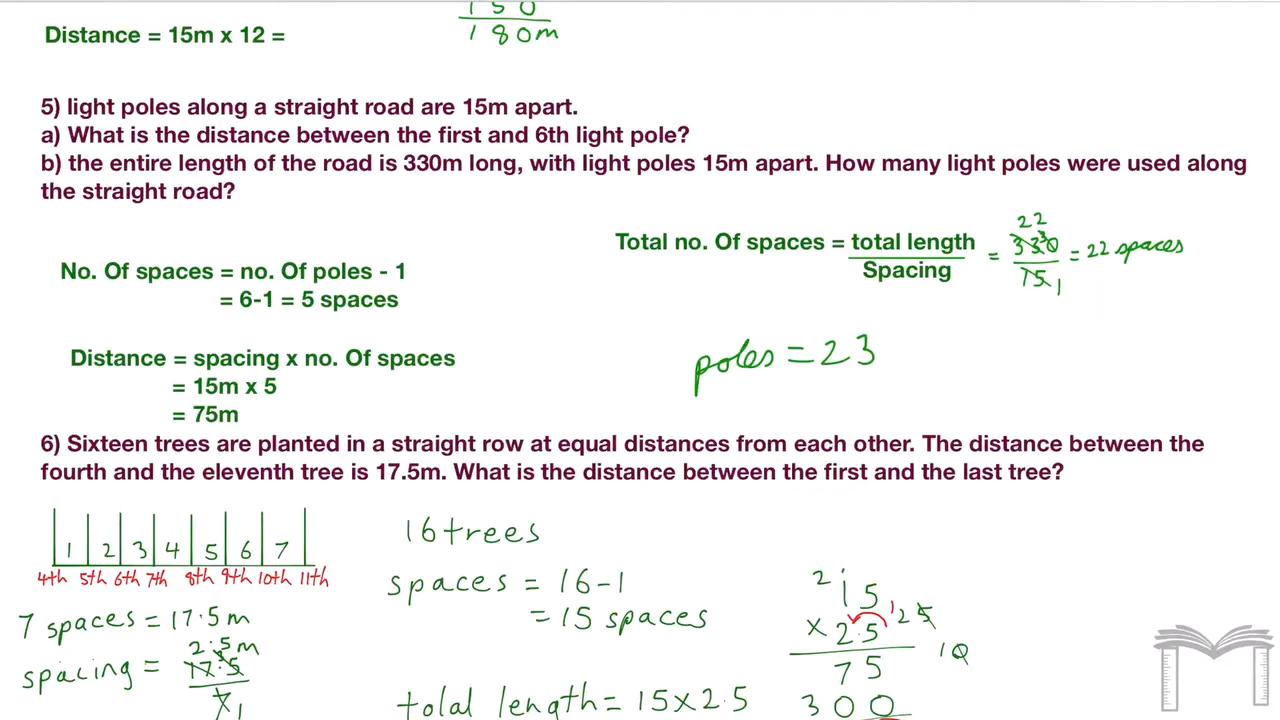 150
Distance = 15m x 12 =
180m
5) light poles along a straight road are 15m apart.
a) What is the distance between the first and 6th light pole?
b) the entire length of the road is 330m long, with light poles 15m apart. How many light poles were used along
the straight road?
22
Total no. Of spaces = total length = 330 = 22 spaces
Spacing 15 1
No. Of spaces = no. Of poles - 1
= 6-1 = 5 spaces
poles = 23
Distance = spacing x no. Of spaces
= 15m x 5
= 75m
6) Sixteen trees are planted in a straight row at equal distances from each other. The distance between the
fourth and the eleventh tree is 17.5m. What is the distance between the first and the last tree?
1 2 3 4 5 6 7
4th 5th 6th 7th 8th 9th 10th 11th
7 spaces = 17.5m
2.5m
spacing = 17.5
7 1
16 trees
spaces = 16-1
= 15 spaces
total length = 15 x 2.5
2 1 15
x 2.5
75
300
1 25
10